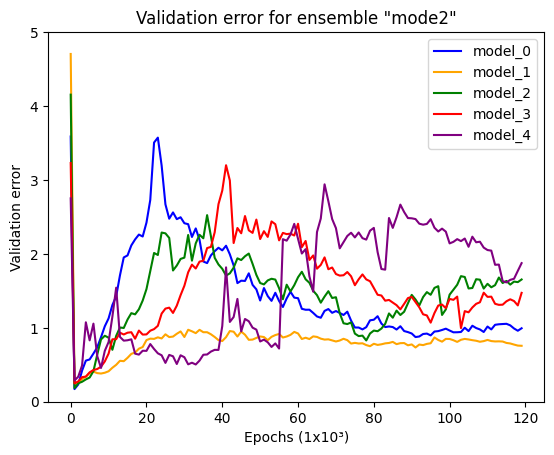 Validation error for ensemble "mode2"
5
4
3
2
1
0
Validation error
model_0
model_1
model_2
model_3
model_4
0 20 40 60 80 100 120
Epochs (1x10³)